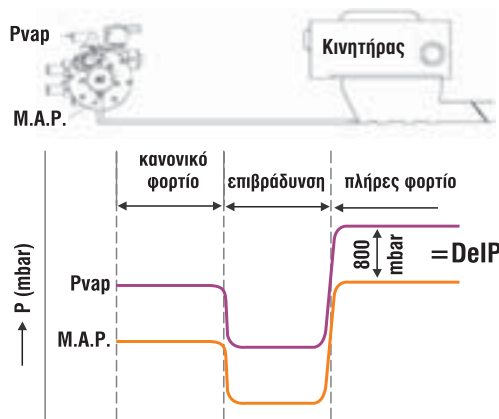 Pvap
Κινητήρας
M.A.P.
κανονικό
φορτίο
επιβράδυνση
πλήρες φορτίο
P (mbar)
800
mbar
=DelP
Pvap
M.A.P.